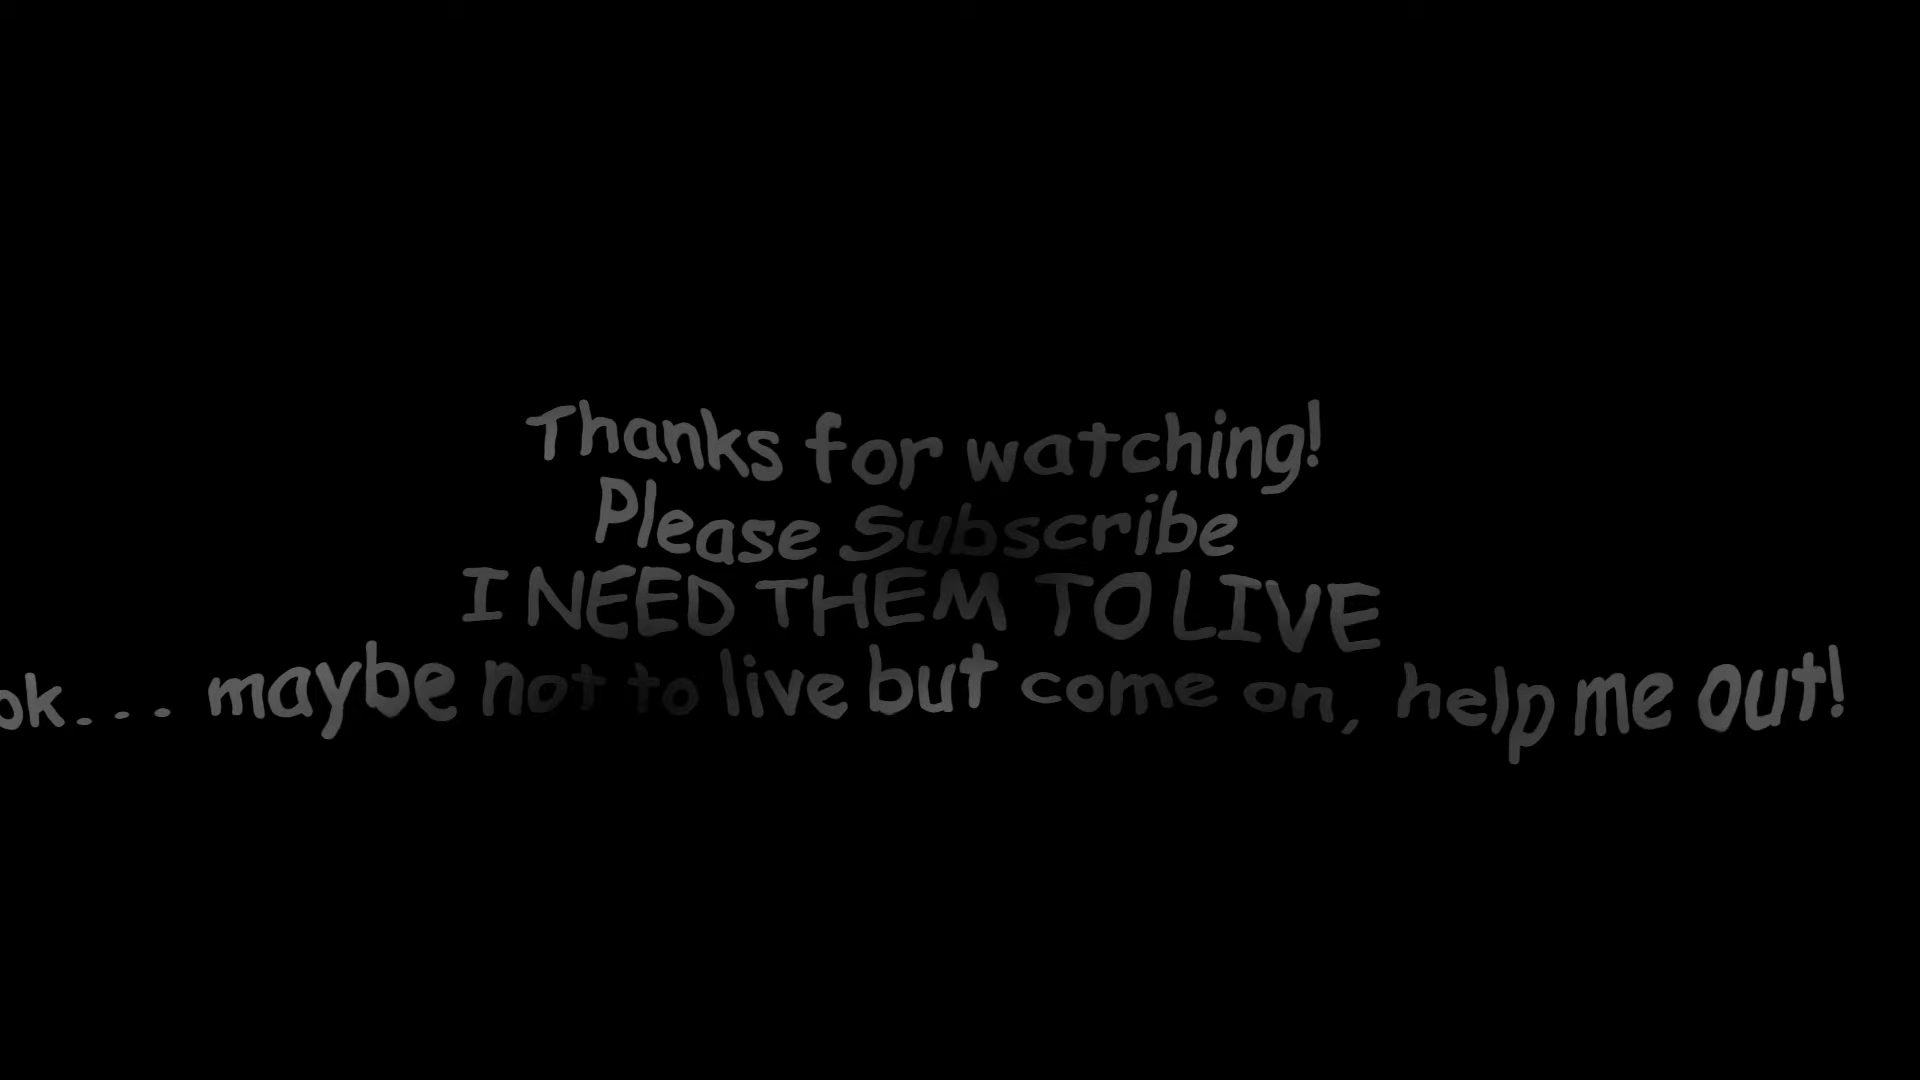 Thanks for watching!
Please Subscribe
I NEED THEM TO LIVE
ok... maybe not to live but come on, help me out!